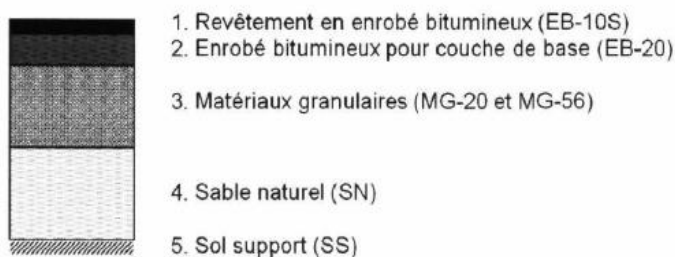 1. Revêtement en enrobé bitumineux (EB-10S)
2. Enrobé bitumineux pour couche de base (EB-20)
3. Matériaux granulaires (MG-20 et MG-56)
4. Sable naturel (SN)
5. Sol support (SS)